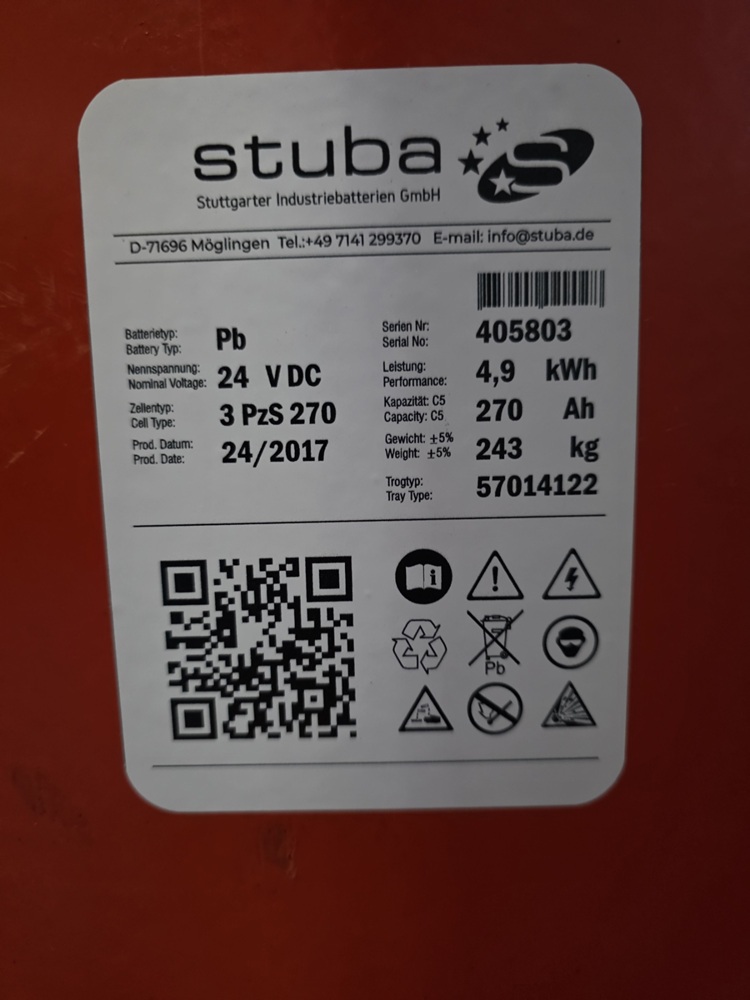 stuba
Stuttgarter Industriebatterien GmbH
D-71696 Möglingen Tel.:+49 7141 299370 E-mail: info@stuba.de
Batterietyp:
Battery Typ:
Pb
Nennspannung:
Nominal Voltage:
24 V DC
Zellentyp:
Cell Type:
3 PzS 270
Prod. Datum:
Prod. Date:
24/2017
Serien Nr:
Serial No:
405803
Leistung:
Performance:
4,9 kWh
Kapazität: C5
Capacity: C5
270 Ah
Gewicht: ±5%
Weight: ±5%
243 kg
Trogtyp:
Tray Type:
57014122
Pb